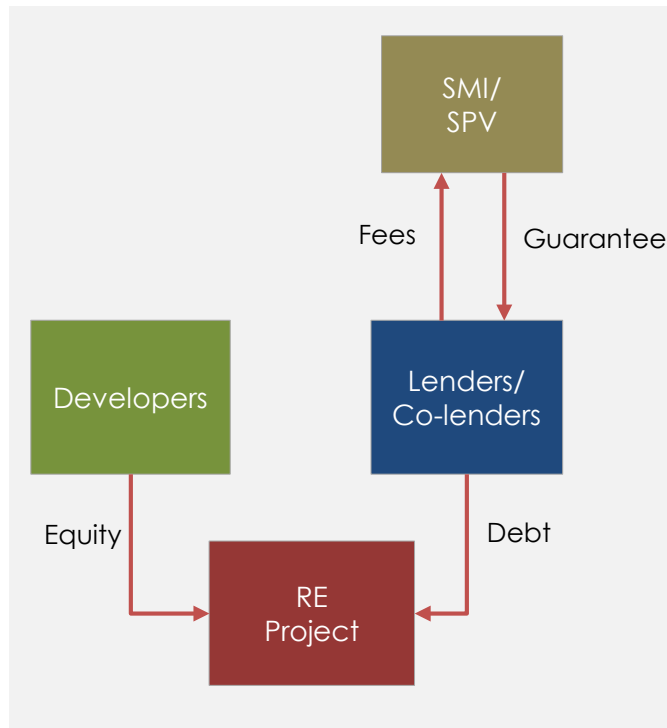 SMI/
SPV
Fees
Guarantee
Developers
Lenders/
Co-lenders
Equity
Debt
RE
Project